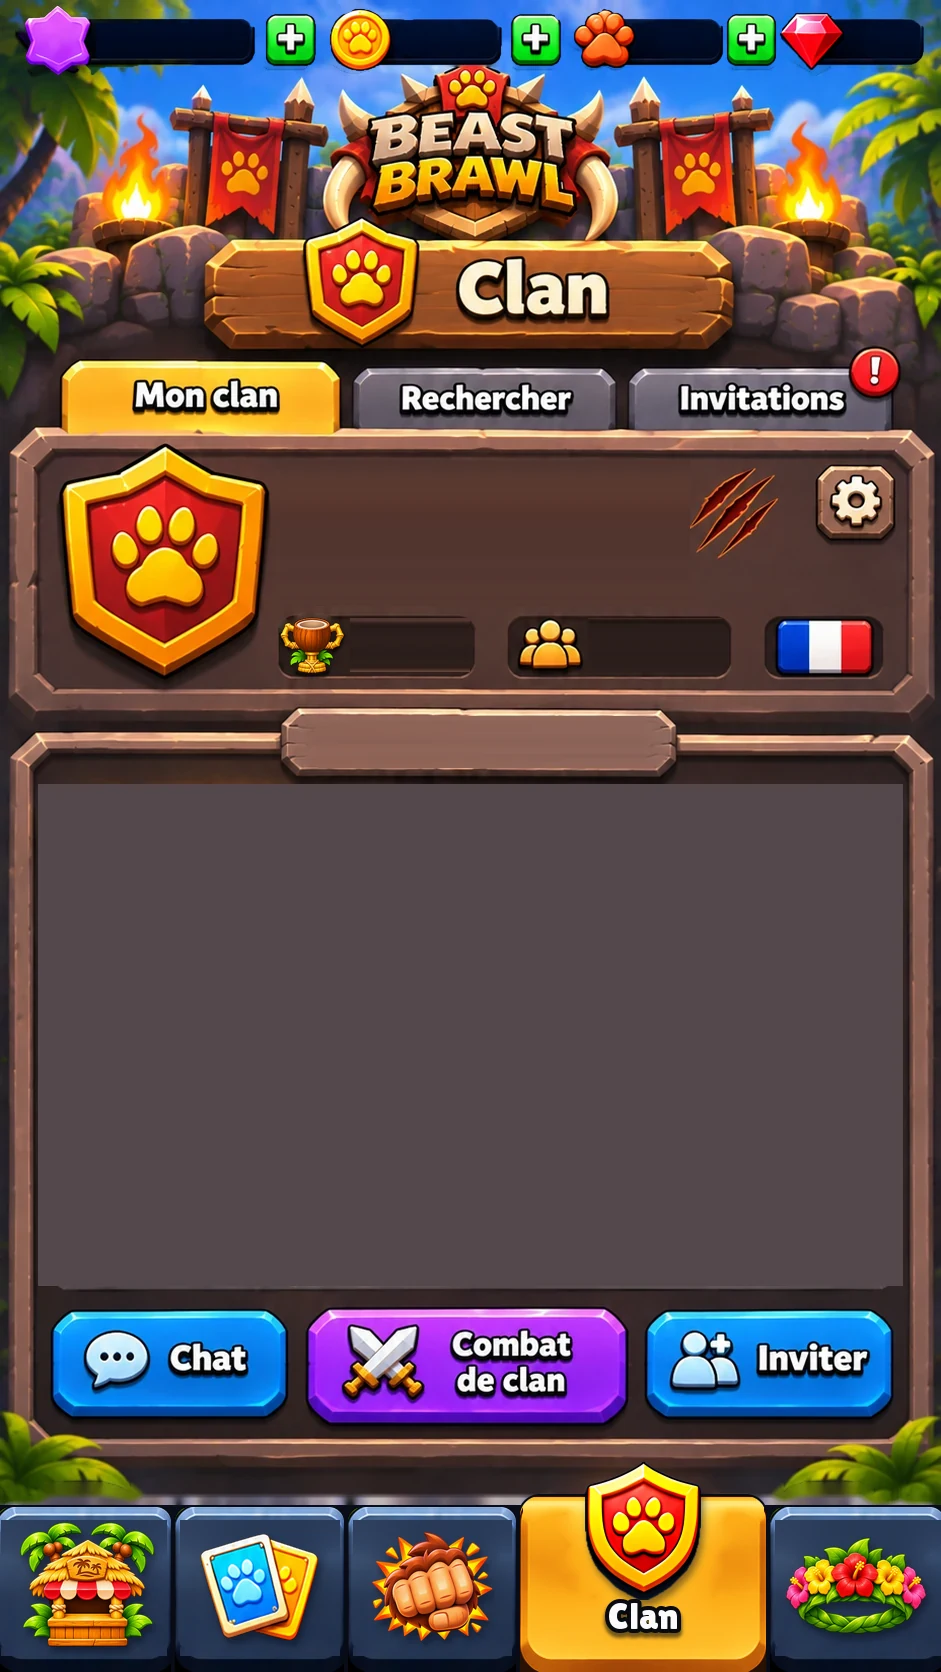 BEAST
BRAWL
Clan
Mon clan
Rechercher
Invitations
!
Chat
Combat
de clan
Inviter
Clan